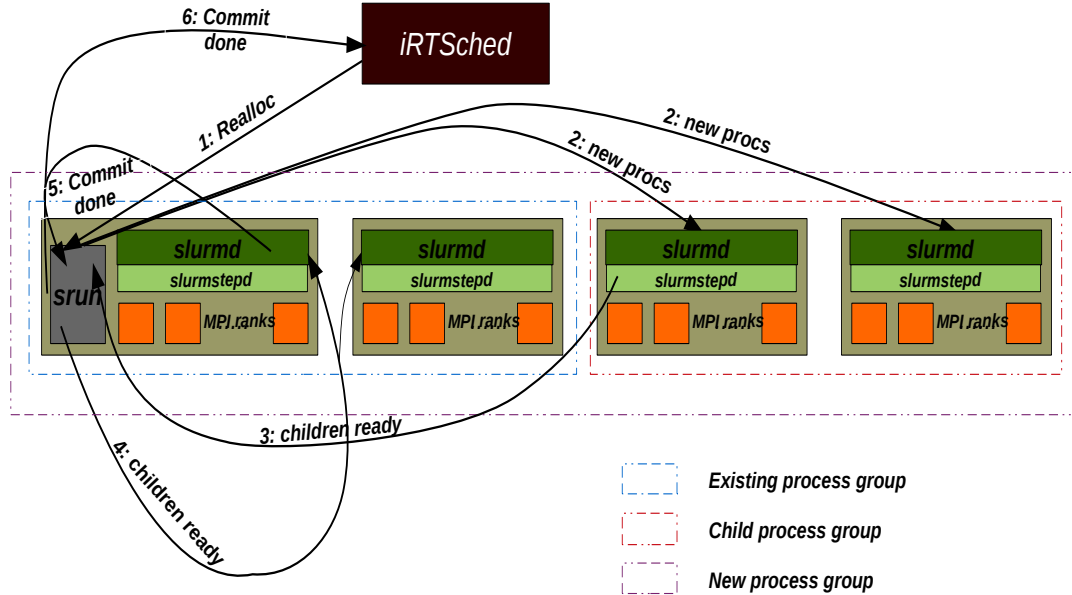 6: Commit
done
iRTSched
1: Realloc
2: new procs
2: new procs
5: Commit
done
srun
slurmd
slurmstepd
MPI ranks
slurmd
slurmstepd
MPI ranks
slurmd
slurmstepd
MPI ranks
slurmd
slurmstepd
MPI ranks
3: children ready
4: children ready
Existing process group
Child process group
New process group